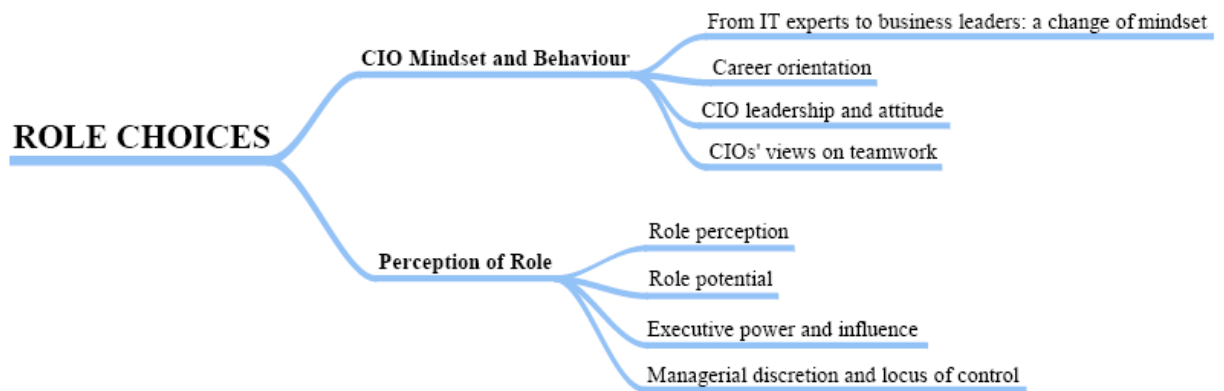 ROLE CHOICES
CIO Mindset and Behaviour
From IT experts to business leaders: a change of mindset
Career orientation
CIO leadership and attitude
CIOs' views on teamwork
Perception of Role
Role perception
Role potential
Executive power and influence
Managerial discretion and locus of control